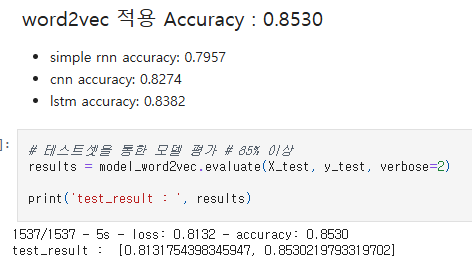 word2vec 적용 Accuracy : 0.8530
• simple rnn accuracy: 0.7957
• cnn accuracy: 0.8274
• lstm accuracy: 0.8382
]: # 테스트셋을 통한 모델 평가 # 85% 이상
results = model_word2vec.evaluate(X_test, y_test, verbose=2)
print('test_result : ', results)
1537/1537 - 5s - loss: 0.8132 - accuracy: 0.8530
test_result :  [0.8131754398345947, 0.8530219793319702]